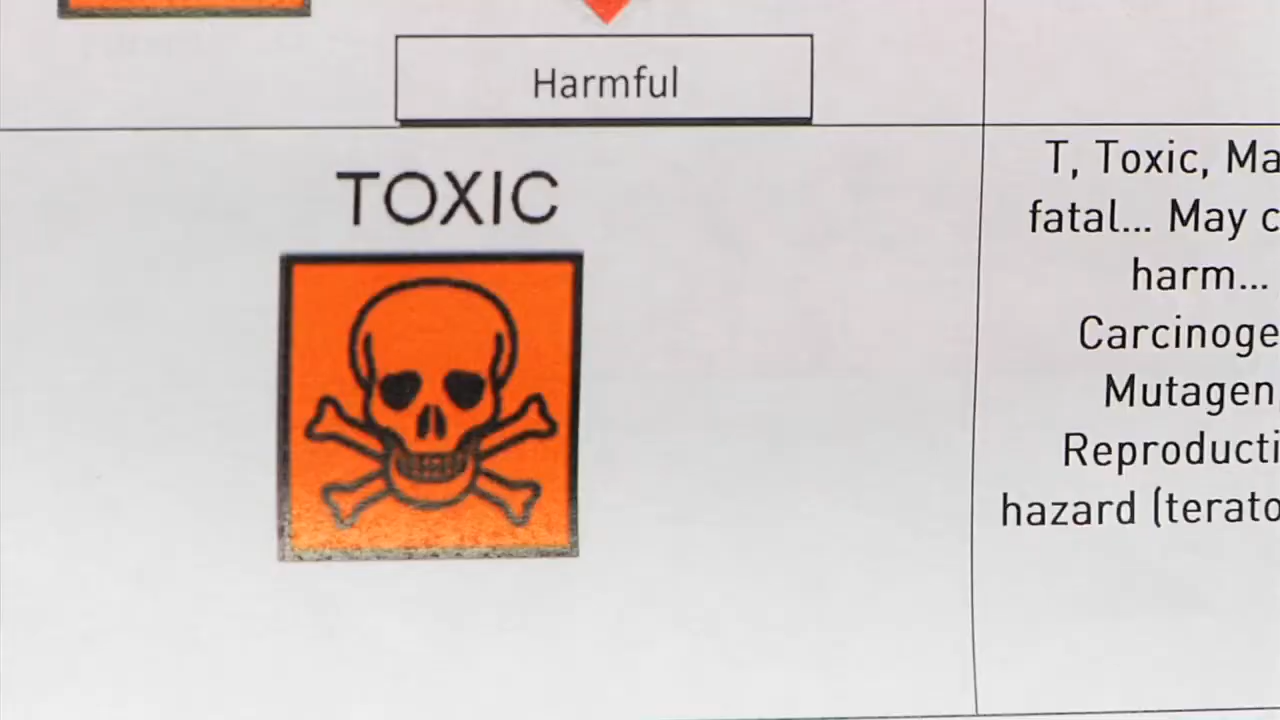 Harmful
TOXIC
T, Toxic, Ma
fatal... May c
harm...
Carcinoge
Mutagen
Reproducti
hazard (terato